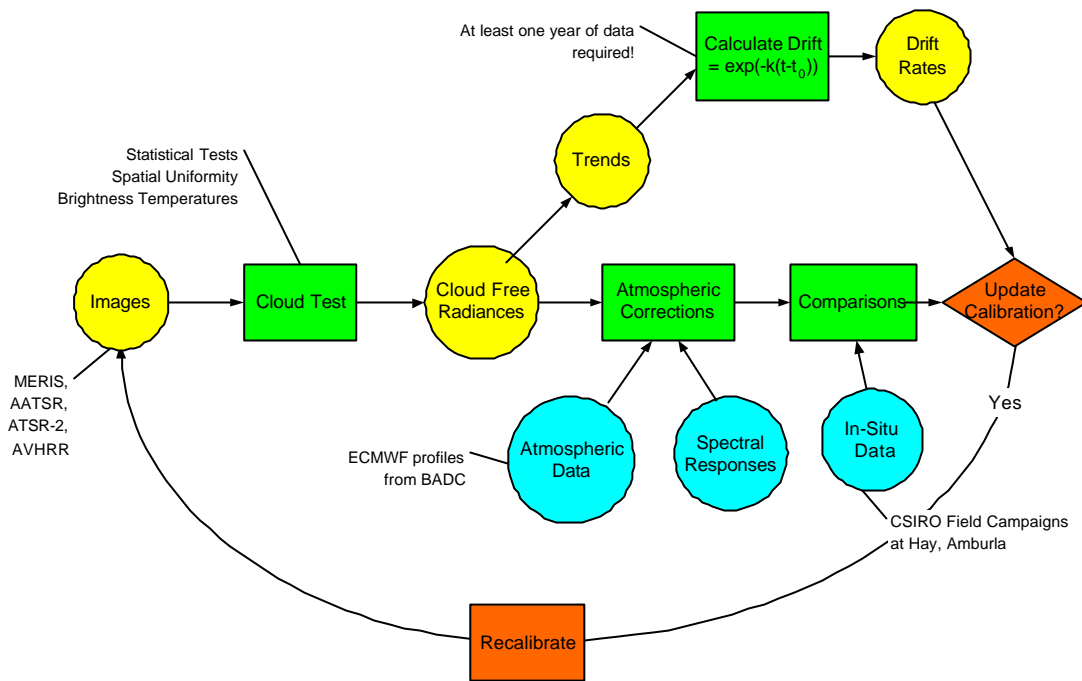 At least one year of data
required!
Calculate Drift
= exp(-k(t-t0))
Drift
Rates
Statistical Tests
Spatial Uniformity
Brightness Temperatures
Trends
Images
Cloud Test
Cloud Free
Radiances
Atmospheric
Corrections
Comparisons
Update
Calibration?
MERIS,
AATSR,
ATSR-2,
AVHRR
Yes
ECMWF profiles
from BADC
Atmospheric
Data
Spectral
Responses
In-Situ
Data
CSIRO Field Campaigns
at Hay, Amburla
Recalibrate